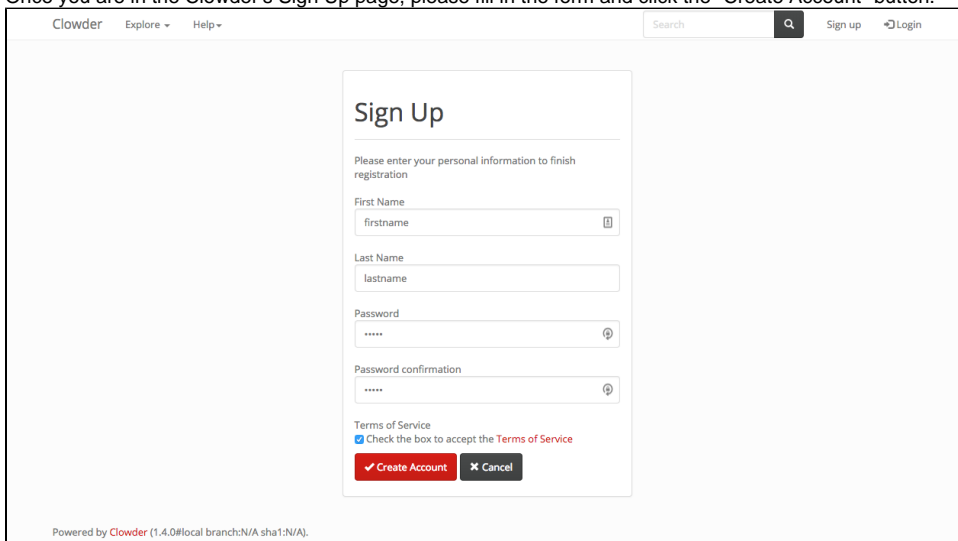 Once you are in the Clowder's Sign Up page, please fill in the form and click the "Create Account" button.
Clowder Explore Help Search Sign up Login
Sign Up
Please enter your personal information to finish
registration
First Name
firstname
Last Name
lastname
Password
•••••
Password confirmation
•••••
Terms of Service
Check the box to accept the Terms of Service
Create Account Cancel
Powered by Clowder (1.4.0#local branch:N/A sha1:N/A).